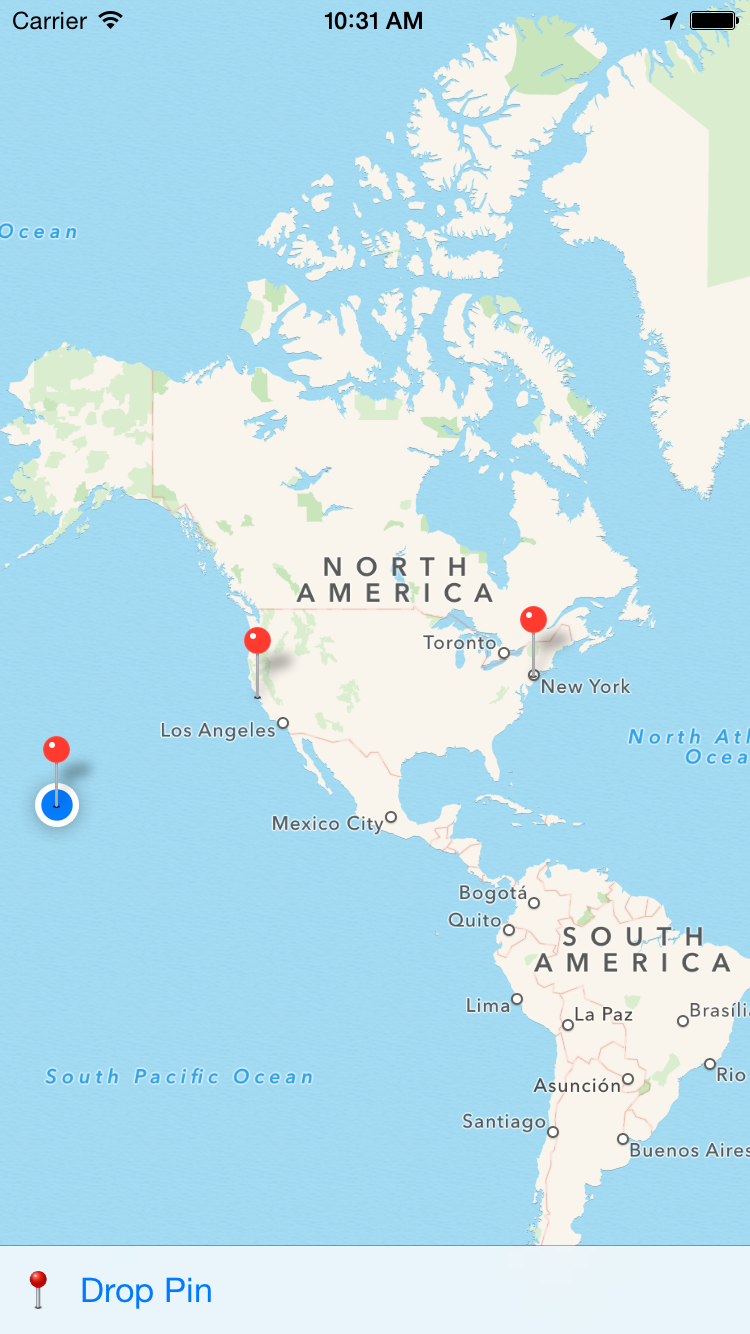 Carrier 10:31 AM
Ocean
NORTH
AMERICA
Toronto
New York
Los Angeles
North Atl
Ocea
Mexico City
Bogotá
Quito
SOUTH
AMERICA
Lima
La Paz
Brasíli
Rio
South Pacific Ocean
Asunción
Santiago
Buenos Aires
Drop Pin